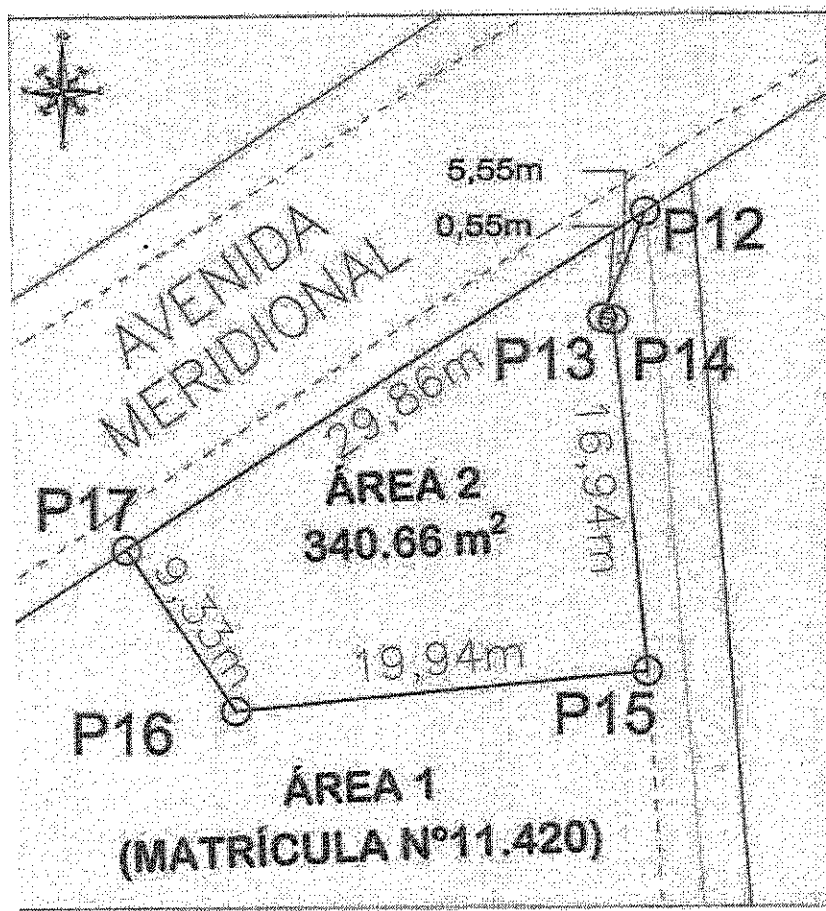 5,55m
0,55m
P12
AVENIDA
MERIDIONAL
P13 P14
29,86m
16,94m
ÁREA 2
340.66 m²
P17
9,33m
19,94m
P15
P16
ÁREA 1
(MATRÍCULA Nº11.420)